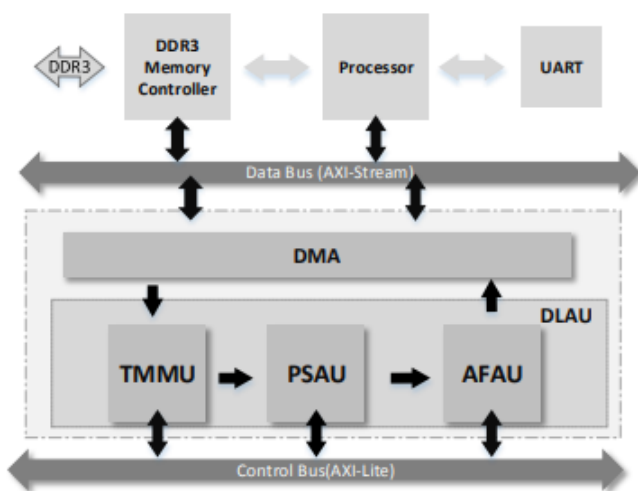 DDR3
DDR3
Memory
Controller
Processor
UART
Data Bus (AXI-Stream)
DMA
DLAU
TMMU
PSAU
AFAU
Control Bus(AXI-Lite)